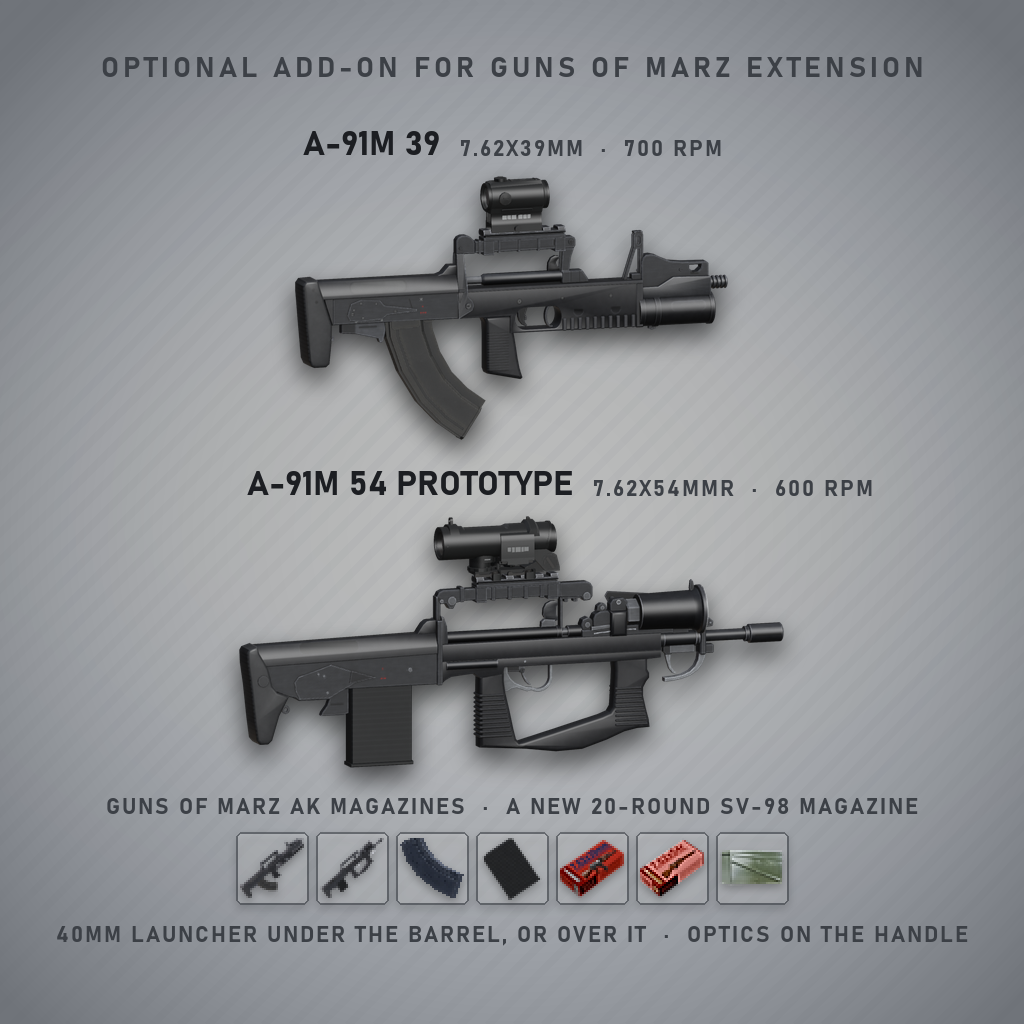 OPTIONAL ADD-ON FOR GUNS OF MARZ EXTENSION
A-91M 39 7.62X39MM · 700 RPM
A-91M 54 PROTOTYPE 7.62X54MMR · 600 RPM
GUNS OF MARZ AK MAGAZINES · A NEW 20-ROUND SV-98 MAGAZINE
40MM LAUNCHER UNDER THE BARREL, OR OVER IT · OPTICS ON THE HANDLE